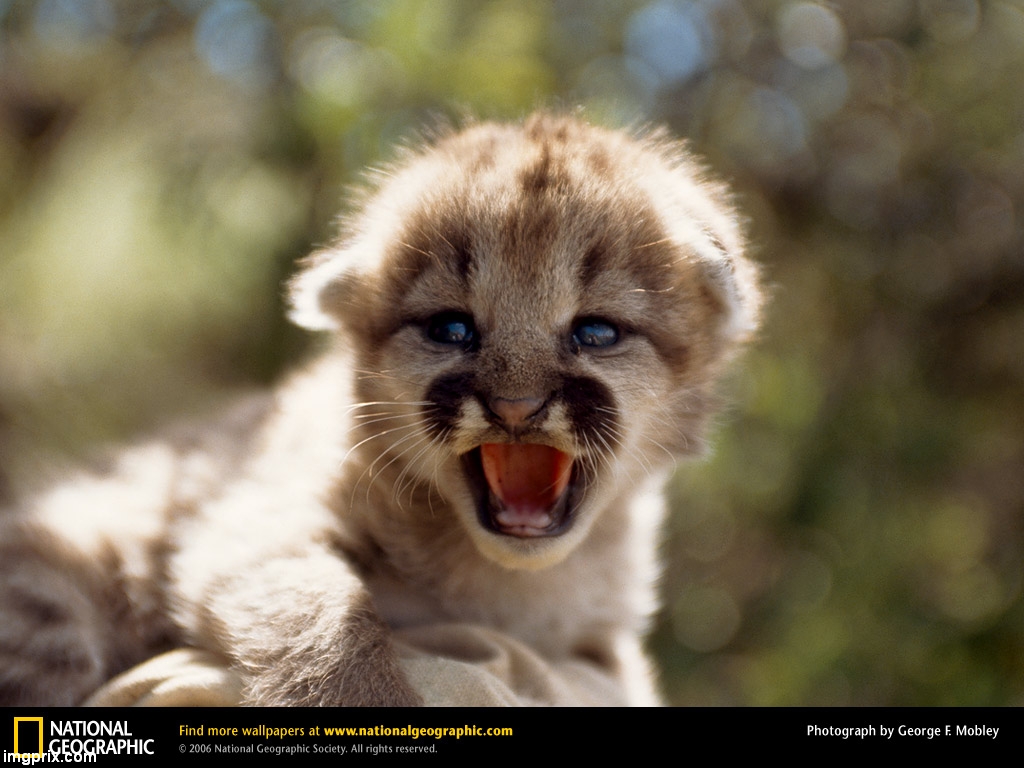 NATIONAL
GEOGRAPHIC
Find more wallpapers at www.nationalgeographic.com
© 2006 National Geographic Society. All rights reserved.
Photograph by George F. Mobley
imgprix.com